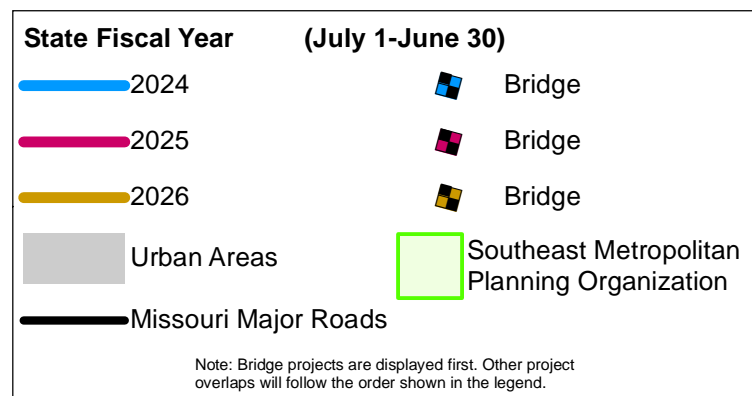 State Fiscal Year (July 1-June 30)
2024 Bridge
2025 Bridge
2026 Bridge
Urban Areas
Southeast Metropolitan
Planning Organization
Missouri Major Roads
Note: Bridge projects are displayed first. Other project
overlaps will follow the order shown in the legend.